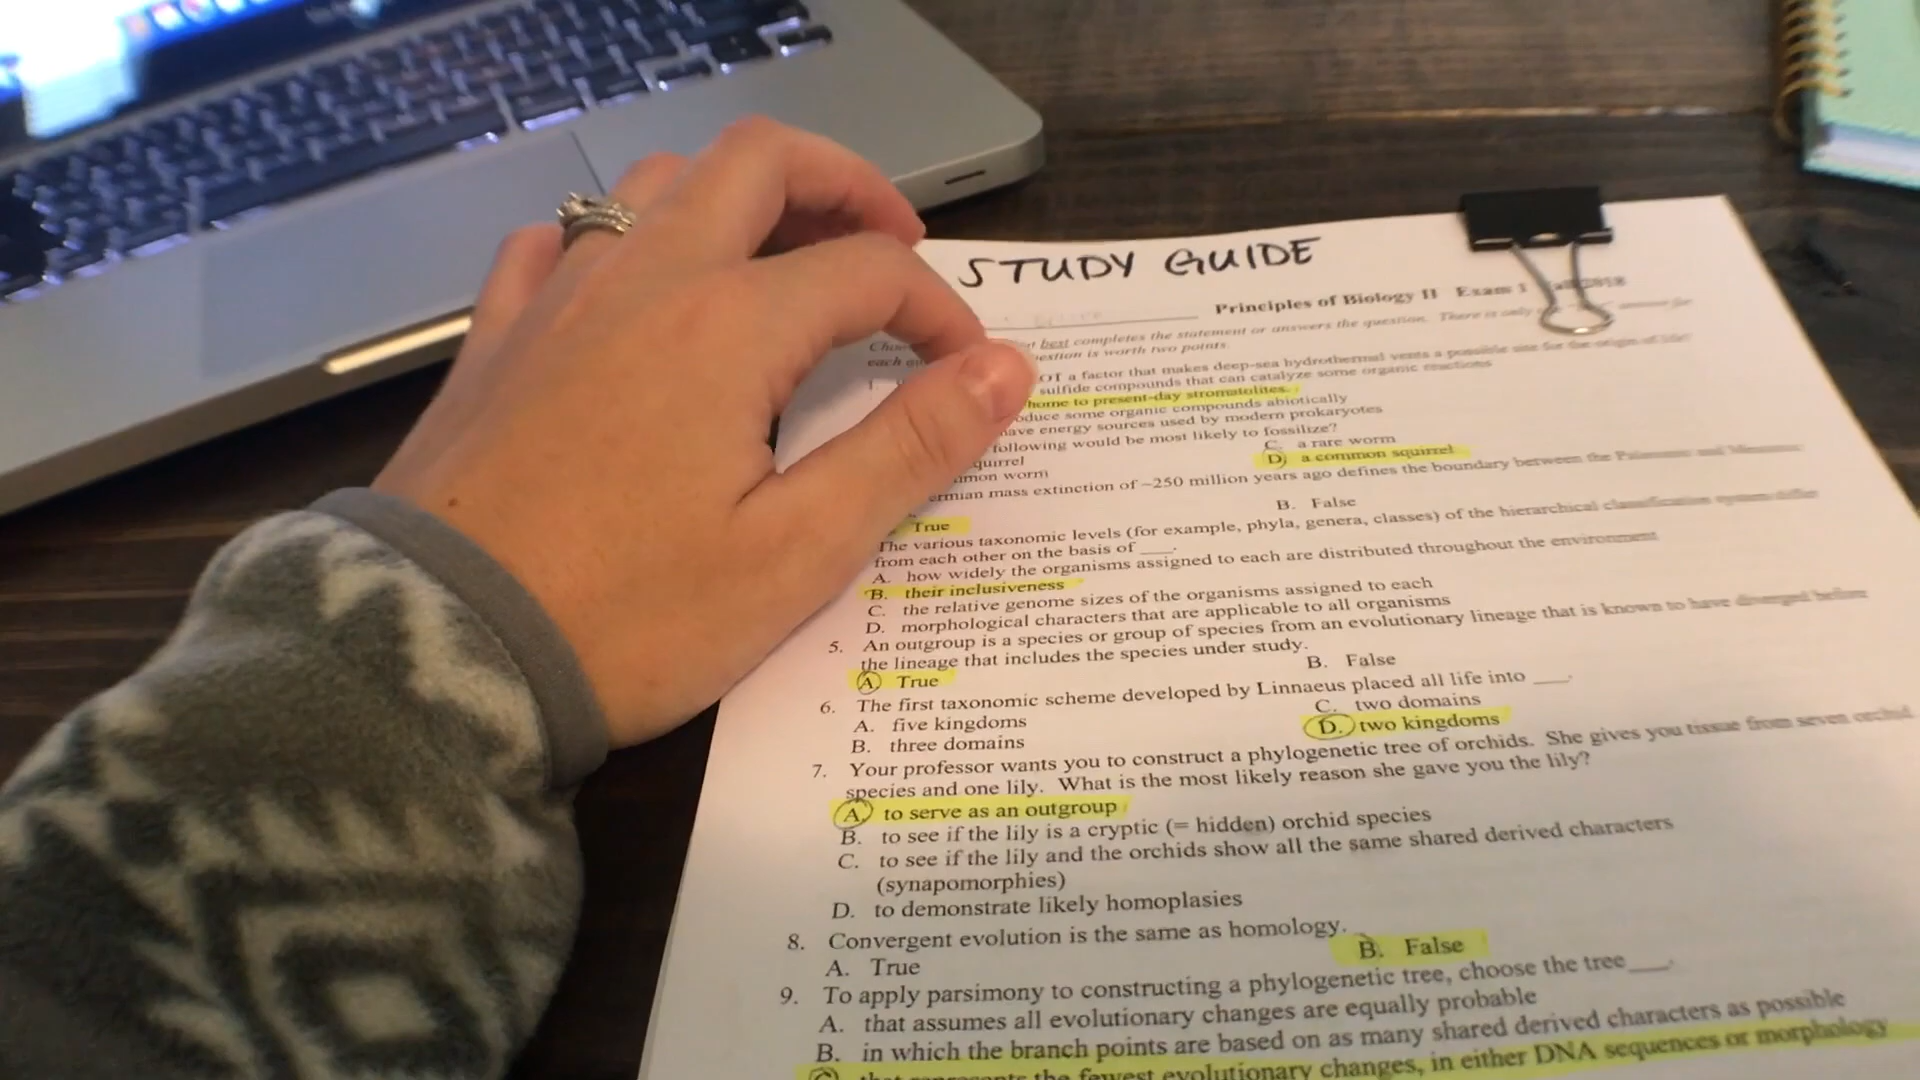 STUDY GUIDE
Principles of Biology II Exam 1
best completes the statement or answers the question. There is only
each question is worth two points.
a factor that makes deep-sea hydrothermal vents a possible site for the origin of life?
sulfide compounds that can catalyze some organic reactions
home to present-day stromatolites.
some organic compounds abiotically
have energy sources used by modern prokaryotes
following would be most likely to fossilize?
C. a rare worm
D. a common squirrel
worm
mass extinction of ~250 million years ago defines the boundary between the
True
B. False
The various taxonomic levels (for example, phyla, genera, classes) of the hierarchical classification system differ
from each other on the basis of ____.
A. how widely the organisms assigned to each are distributed throughout the environment
B. their inclusiveness
C. the relative genome sizes of the organisms assigned to each
D. morphological characters that are applicable to all organisms
5. An outgroup is a species or group of species from an evolutionary lineage that is known to have diverged before
the lineage that includes the species under study.
A True
B. False
6. The first taxonomic scheme developed by Linnaeus placed all life into ____.
A. five kingdoms
C. two domains
B. three domains
D. two kingdoms
7. Your professor wants you to construct a phylogenetic tree of orchids. She gives you tissue from seven orchid
species and one lily. What is the most likely reason she gave you the lily?
A. to serve as an outgroup
B. to see if the lily is a cryptic (= hidden) orchid species
C. to see if the lily and the orchids show all the same shared derived characters
(synapomorphies)
D. to demonstrate likely homoplasies
8. Convergent evolution is the same as homology.
A. True
B. False
9. To apply parsimony to constructing a phylogenetic tree, choose the tree____.
A. that assumes all evolutionary changes are equally probable
B. in which the branch points are based on as many shared derived characters as possible
C that represents the fewest evolutionary changes, in either DNA sequences or morphology